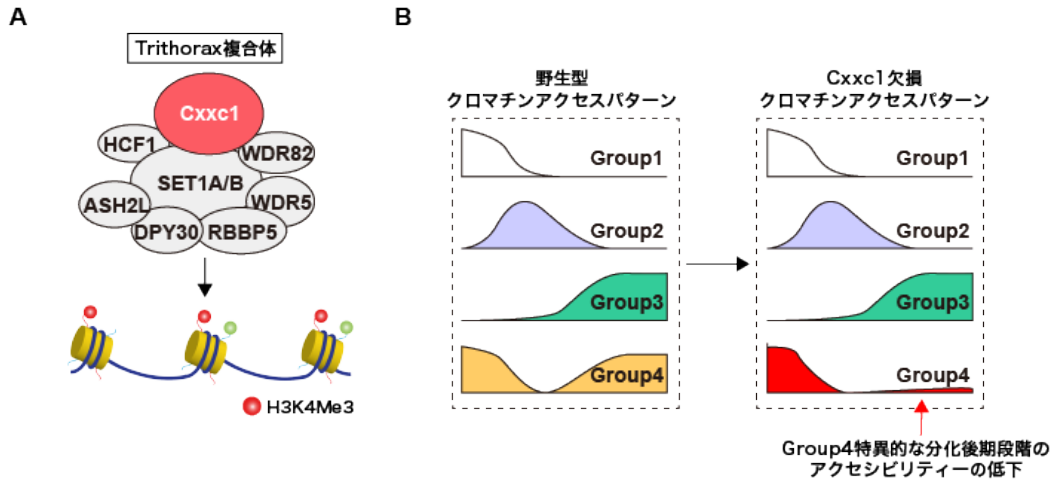 A
Trithorax複合体
Cxxc1
HCF1
WDR82
SET1A/B
ASH2L
WDR5
DPY30
RBBP5
H3K4Me3
B
野生型
クロマチンアクセスパターン
Group1
Group2
Group3
Group4
Cxxc1欠損
クロマチンアクセスパターン
Group1
Group2
Group3
Group4
Group4特異的な分化後期段階の
アクセシビリティーの低下